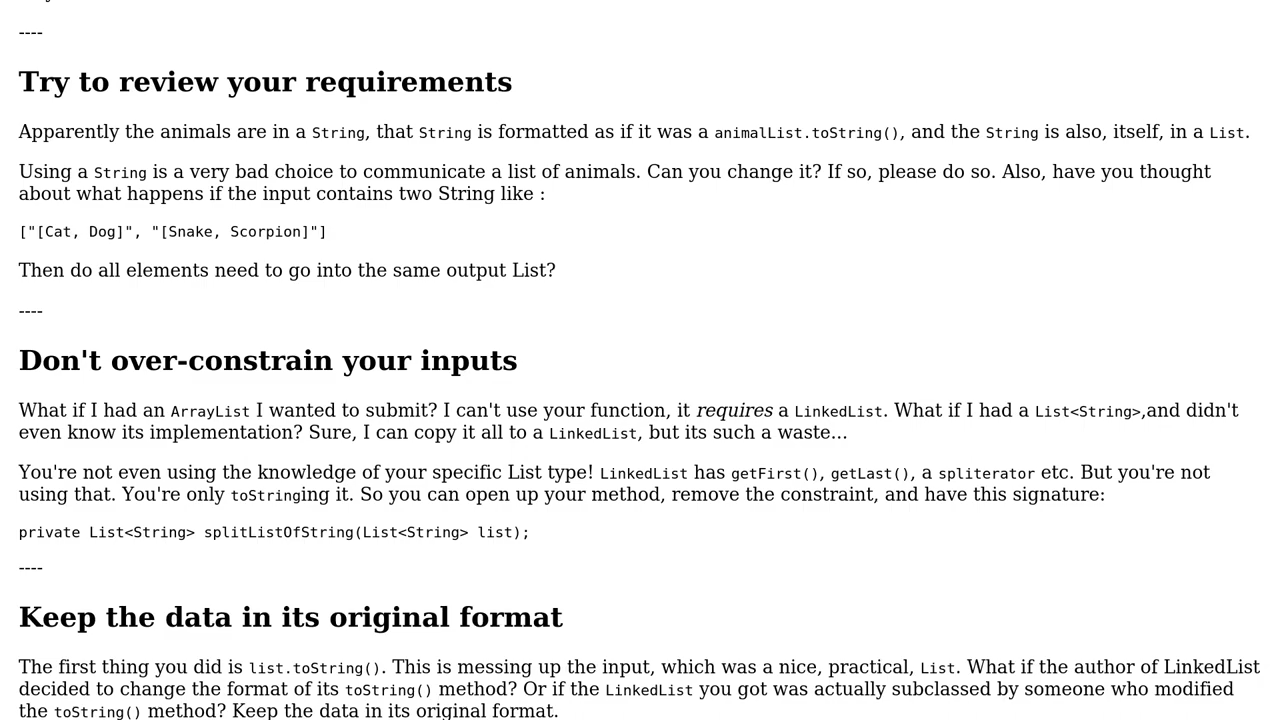 ----
Try to review your requirements
Apparently the animals are in a String, that String is formatted as if it was a animalList.toString(), and the String is also, itself, in a List.
Using a String is a very bad choice to communicate a list of animals. Can you change it? If so, please do so. Also, have you thought
about what happens if the input contains two String like :
["[Cat, Dog]", "[Snake, Scorpion]"]
Then do all elements need to go into the same output List?
----
Don't over-constrain your inputs
What if I had an ArrayList I wanted to submit? I can't use your function, it requires a LinkedList. What if I had a List<String>,and didn't
even know its implementation? Sure, I can copy it all to a LinkedList, but its such a waste...
You're not even using the knowledge of your specific List type! LinkedList has getFirst(), getLast(), a spliterator etc. But you're not
using that. You're only toStringing it. So you can open up your method, remove the constraint, and have this signature:
private List<String> splitListOfString(List<String> list);
----
Keep the data in its original format
The first thing you did is list.toString(). This is messing up the input, which was a nice, practical, List. What if the author of LinkedList
decided to change the format of its toString() method? Or if the LinkedList you got was actually subclassed by someone who modified
the toString() method? Keep the data in its original format.